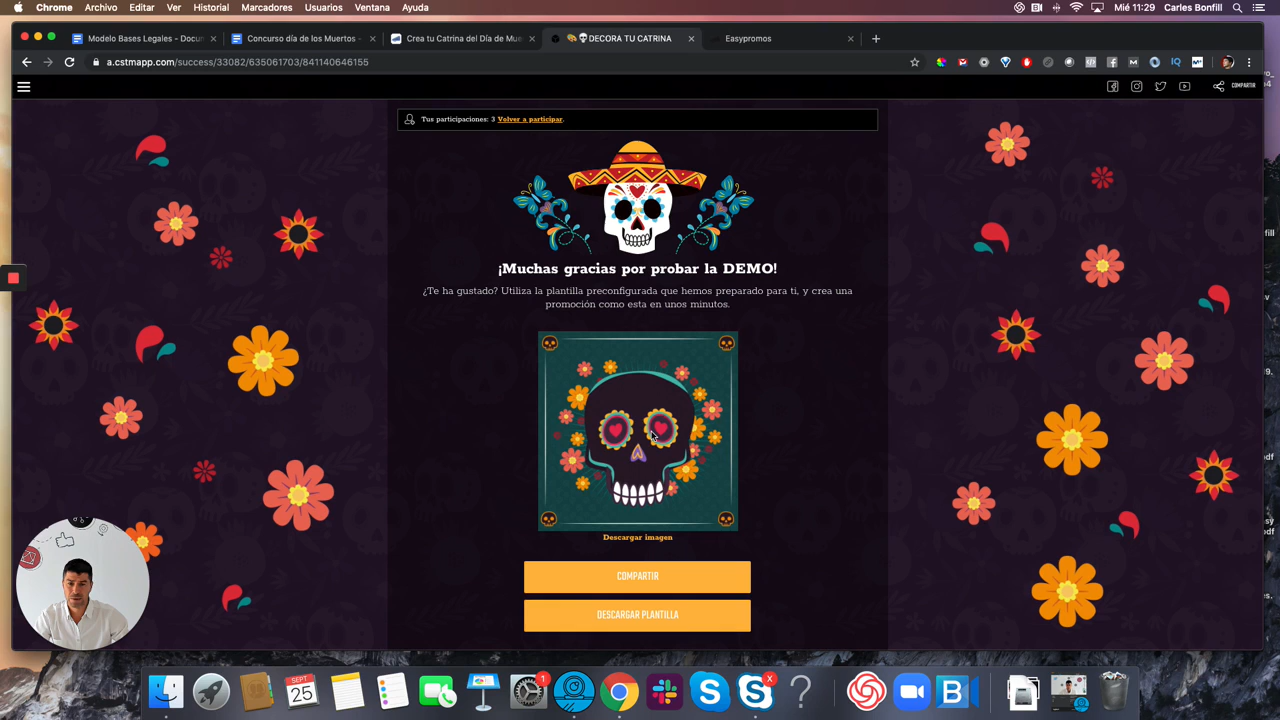 Chrome Archivo Editar Ver Historial Marcadores Usuarios Ventana Ayuda Mié 11:29 Carles Bonfill
Modelo Bases Legales - Docu Concurso día de los Muertos - Crea tu Catrina del Día de Mue DECORA TU CATRINA Easypromos
a.cstmapp.com/success/33082/635061703/841140646155
COMPARTIR
Tus participaciones: 3 Volver a participar.
¡Muchas gracias por probar la DEMO!
¿Te ha gustado? Utiliza la plantilla preconfigurada que hemos preparado para ti, y crea una
promoción como esta en unos minutos.
Descargar imagen
COMPARTIR
DESCARGAR PLANTILLA
SEPT
25
1
X